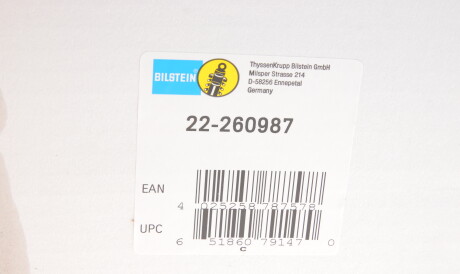 BILSTEIN
ThyssenKrupp Bilstein GmbH
Milsper Strasse 214
D-58256 Ennepetal
Germany
22-260987
EAN
4 025258 787578
UPC
6 51860 79147 0
C